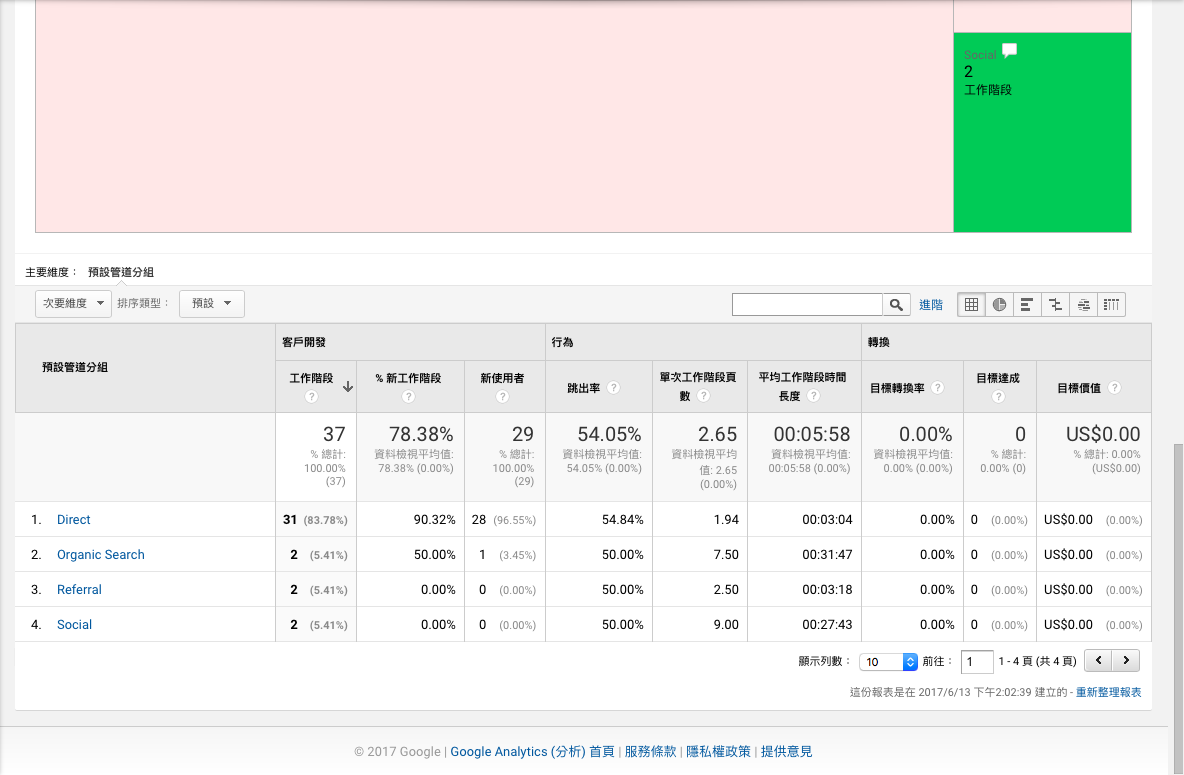 Social
2
工作階段
主要維度： 預設管道分組
次要維度 排序類型： 預設 進階
預設管道分組 客戶開發 行為 轉換
工作階段 ? % 新工作階段 ? 新使用者 ? 跳出率 ? 單次工作階段頁數 ? 平均工作階段時間長度 ? 目標轉換率 ? 目標達成 ? 目標價值 ?
37 78.38% 29 54.05% 2.65 00:05:58 0.00% 0 US$0.00
% 總計: 100.00% (37) 資料檢視平均值: 78.38% (0.00%) % 總計: 100.00% (29) 資料檢視平均值: 54.05% (0.00%) 資料檢視平均值: 2.65 (0.00%) 資料檢視平均值: 00:05:58 (0.00%) 資料檢視平均值: 0.00% (0.00%) % 總計: 0.00% (0) % 總計: 0.00% (US$0.00)
1. Direct 31 (83.78%) 90.32% 28 (96.55%) 54.84% 1.94 00:03:04 0.00% 0 (0.00%) US$0.00 (0.00%)
2. Organic Search 2 (5.41%) 50.00% 1 (3.45%) 50.00% 7.50 00:31:47 0.00% 0 (0.00%) US$0.00 (0.00%)
3. Referral 2 (5.41%) 0.00% 0 (0.00%) 50.00% 2.50 00:03:18 0.00% 0 (0.00%) US$0.00 (0.00%)
4. Social 2 (5.41%) 0.00% 0 (0.00%) 50.00% 9.00 00:27:43 0.00% 0 (0.00%) US$0.00 (0.00%)
顯示列數： 10 前往： 1 1 - 4 頁 (共 4 頁)
這份報表是在 2017/6/13 下午2:02:39 建立的 - 重新整理報表
© 2017 Google | Google Analytics (分析) 首頁 | 服務條款 | 隱私權政策 | 提供意見